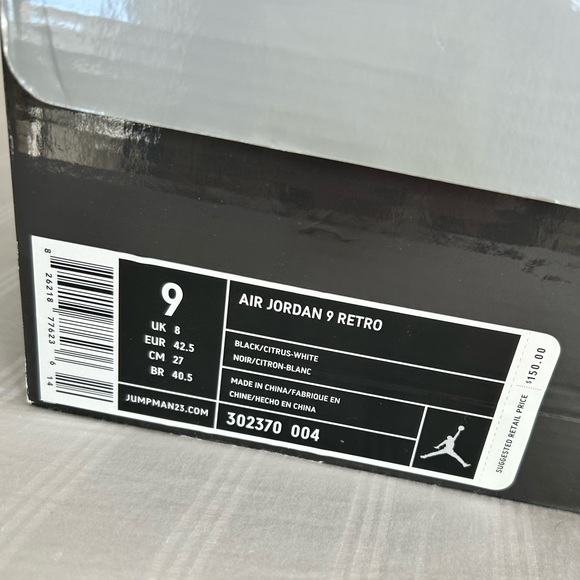 8 26218 77623 6 14
9
UK 8
EUR 42.5
CM 27
BR 40.5
JUMPMAN23.COM
AIR JORDAN 9 RETRO
BLACK/CITRUS-WHITE
NOIR/CITRON-BLANC
MADE IN CHINA/FABRIQUE EN
CHINE/HECHO EN CHINA
302370 004
SUGGESTED RETAIL PRICE $150.00